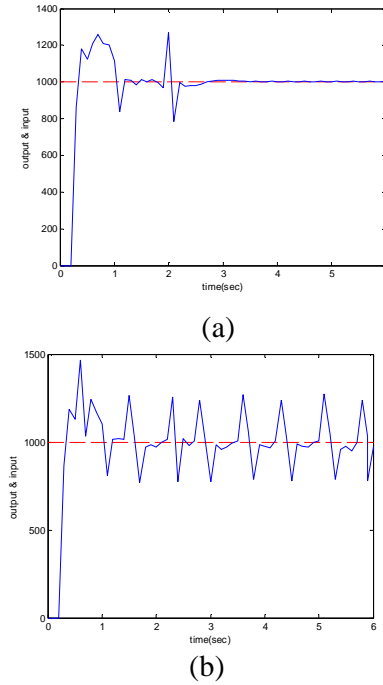 1400
1200
1000
800
600
400
200
0
output & input
0 1 2 3 4 5
time(sec)
(a)
1500
1000
500
0
output & input
0 1 2 3 4 5 6
time(sec)
(b)